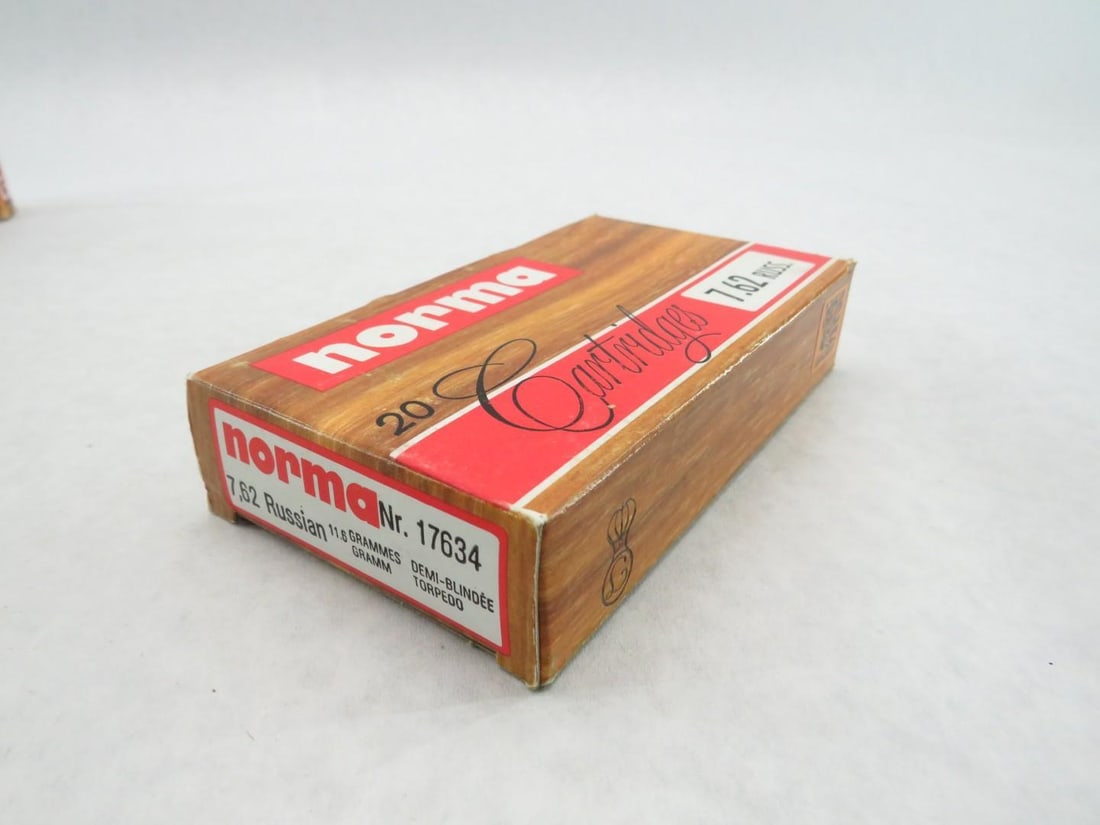 norma
20 Cartridges
7,62 RUSS.
norma Nr. 17634
7,62 Russian 11.6 GRAMMES DEMI-BLINDÉE
GRAMM TORPEDO